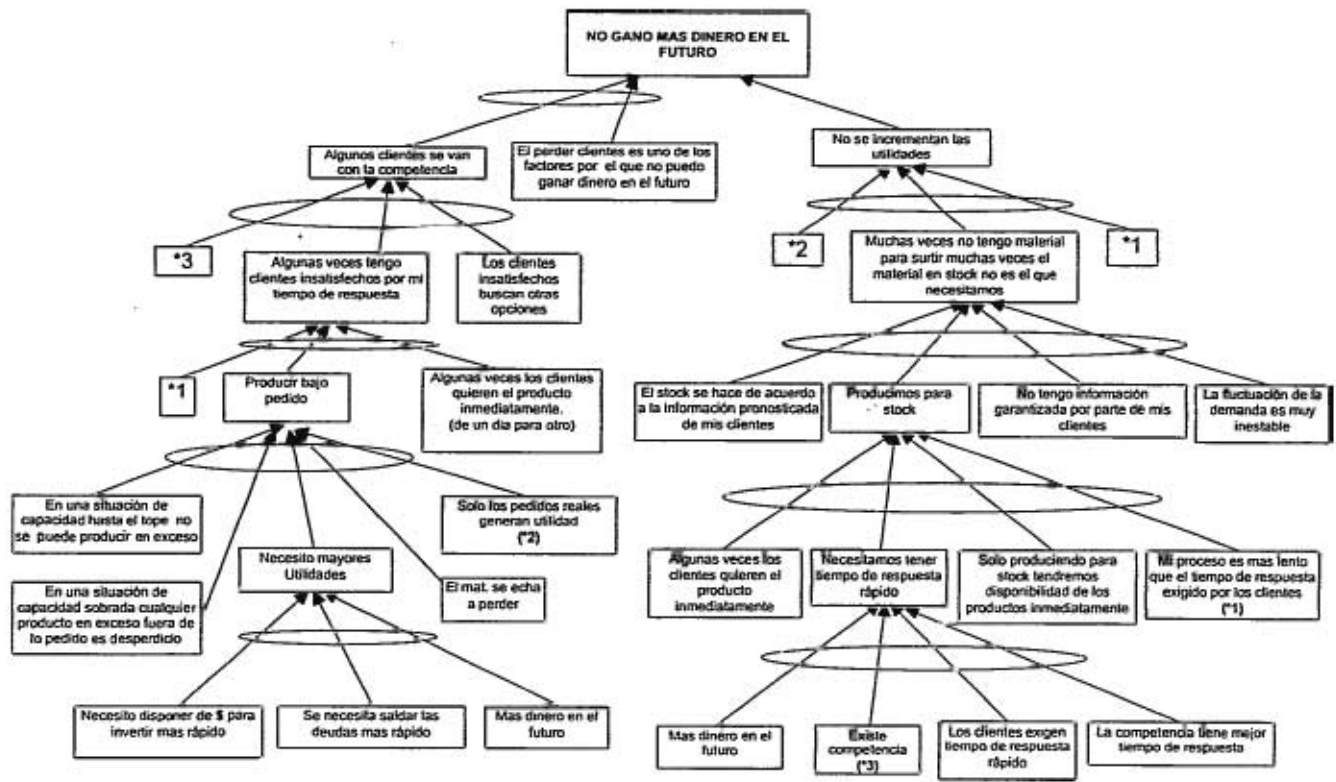 NO GANO MAS DINERO EN EL
FUTURO
Algunos clientes se van
con la competencia
El perder clientes es uno de los
factores por el que no puedo
ganar dinero en el futuro
No se incrementan las
utilidades
*3
Algunas veces tengo
clientes insatisfechos por mi
tiempo de respuesta
Los clientes
insatisfechos
buscan otras
opciones
*2
Muchas veces no tengo material
para surtir muchas veces el
material en stock no es el que
necesitamos
*1
*1
Producir bajo
pedido
Algunas veces los clientes
quieren el producto
inmediatamente.
(de un dia para otro)
El stock se hace de acuerdo
a la información pronosticada
de mis clientes
Producimos para
stock
No tengo información
garantizada por parte de mis
clientes
La fluctuación de la
demanda es muy
inestable
En una situación de
capacidad hasta el tope no
se puede producir en exceso
Solo los pedidos reales
generan utilidad
(*2)
En una situación de
capacidad sobrada cualquier
producto en exceso fuera de
lo pedido es desperdicio
Necesito mayores
Utilidades
El mat. se echa
a perder
Algunas veces los
clientes quieren el
producto
inmediatamente
Necesitamos tener
tiempo de respuesta
rápido
Solo produciendo para
stock tendremos
disponibilidad de los
productos inmediatamente
Mi proceso es mas lento
que el tiempo de respuesta
exigido por los clientes
(*1)
Necesito disponer de $ para
invertir mas rápido
Se necesita saldar las
deudas mas rápido
Mas dinero en el
futuro
Mas dinero en el
futuro
Existe
competencia
(*3)
Los clientes exigen
tiempo de respuesta
rápido
La competencia tiene mejor
tiempo de respuesta